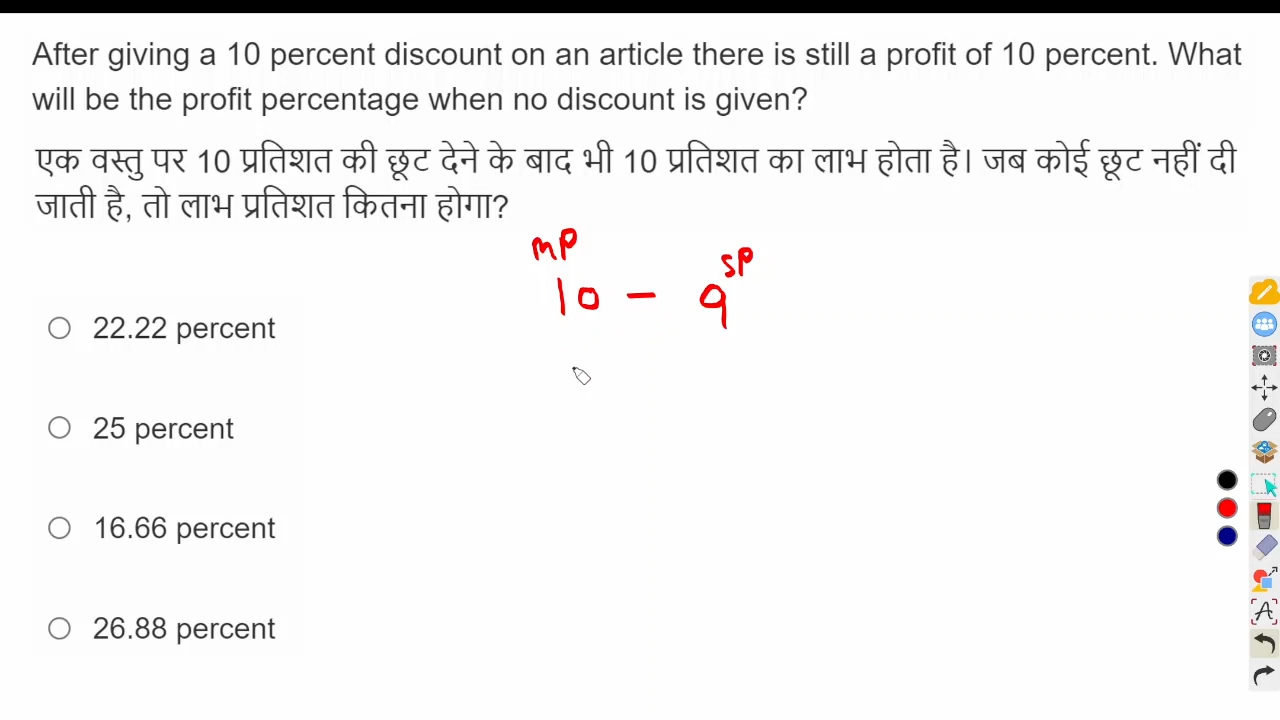 After giving a 10 percent discount on an article there is still a profit of 10 percent. What
will be the profit percentage when no discount is given?
एक वस्तु पर 10 प्रतिशत की छूट देने के बाद भी 10 प्रतिशत का लाभ होता है। जब कोई छूट नहीं दी
जाती है, तो लाभ प्रतिशत कितना होगा?
MP
SP
10 – 9
22.22 percent
25 percent
16.66 percent
26.88 percent